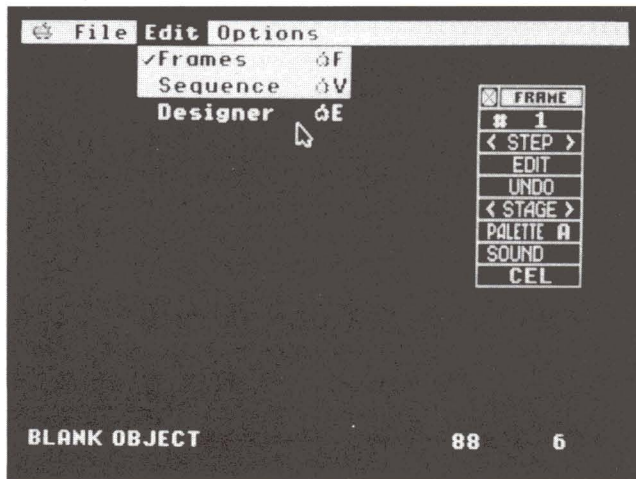 File Edit Options
✓Frames F
Sequence V
Designer E
FRAME
# 1
< STEP >
EDIT
UNDO
< STAGE >
PALETTE A
SOUND
CEL
BLANK OBJECT 88 6